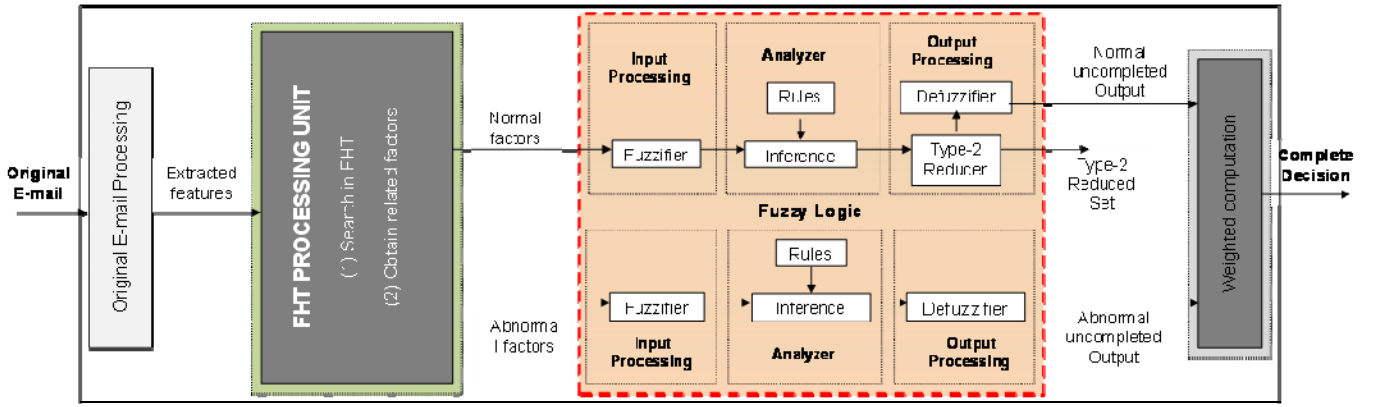 Original
E-mail
Original E-mail Processing
Extracted
features
FHT PROCESSING UNIT
(1) Search in FHT
(2) Obtain related factors
Normal
factors
Abnorma
l factors
Input
Processing
Fuzzifier
Analyzer
Rules
Inference
Output
Processing
Defuzzifier
Type-2
Reducer
Fuzzy Logic
Fuzzifier
Input
Processing
Rules
Inference
Analyzer
Defuzzifier
Output
Processing
Normal
uncompleted
Output
Type-2
Reduced
Set
Abnormal
uncompleted
Output
Weighted computation
Complete
Decision